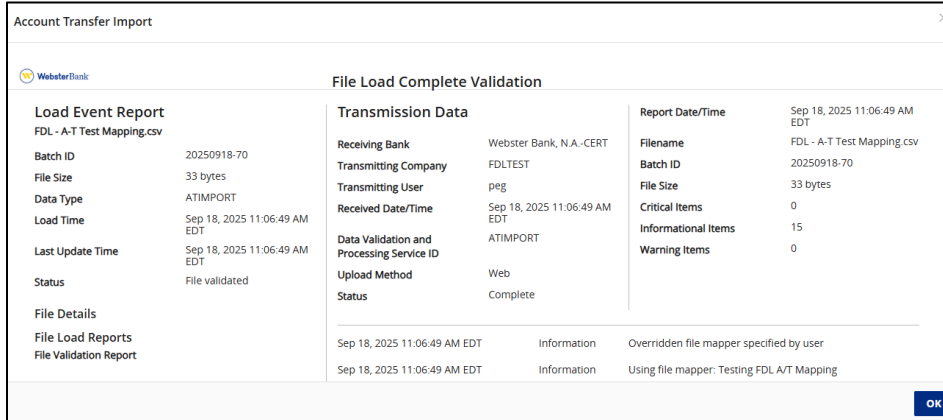 Account Transfer Import
WebsterBank
File Load Complete Validation
Load Event Report
FDL - A-T Test Mapping.csv
Batch ID 20250918-70
File Size 33 bytes
Data Type ATIMPORT
Load Time Sep 18, 2025 11:06:49 AM
EDT
Last Update Time Sep 18, 2025 11:06:49 AM
EDT
Status File validated
File Details
File Load Reports
File Validation Report
Transmission Data
Receiving Bank Webster Bank, N.A.-CERT
Transmitting Company FDLTEST
Transmitting User peg
Received Date/Time Sep 18, 2025 11:06:49 AM
EDT
Data Validation and ATIMPORT
Processing Service ID
Upload Method Web
Status Complete
Report Date/Time Sep 18, 2025 11:06:49 AM
EDT
Filename FDL - A-T Test Mapping.csv
Batch ID 20250918-70
File Size 33 bytes
Critical Items 0
Informational Items 15
Warning Items 0
Sep 18, 2025 11:06:49 AM EDT Information Overridden file mapper specified by user
Sep 18, 2025 11:06:49 AM EDT Information Using file mapper: Testing FDL A/T Mapping
OK